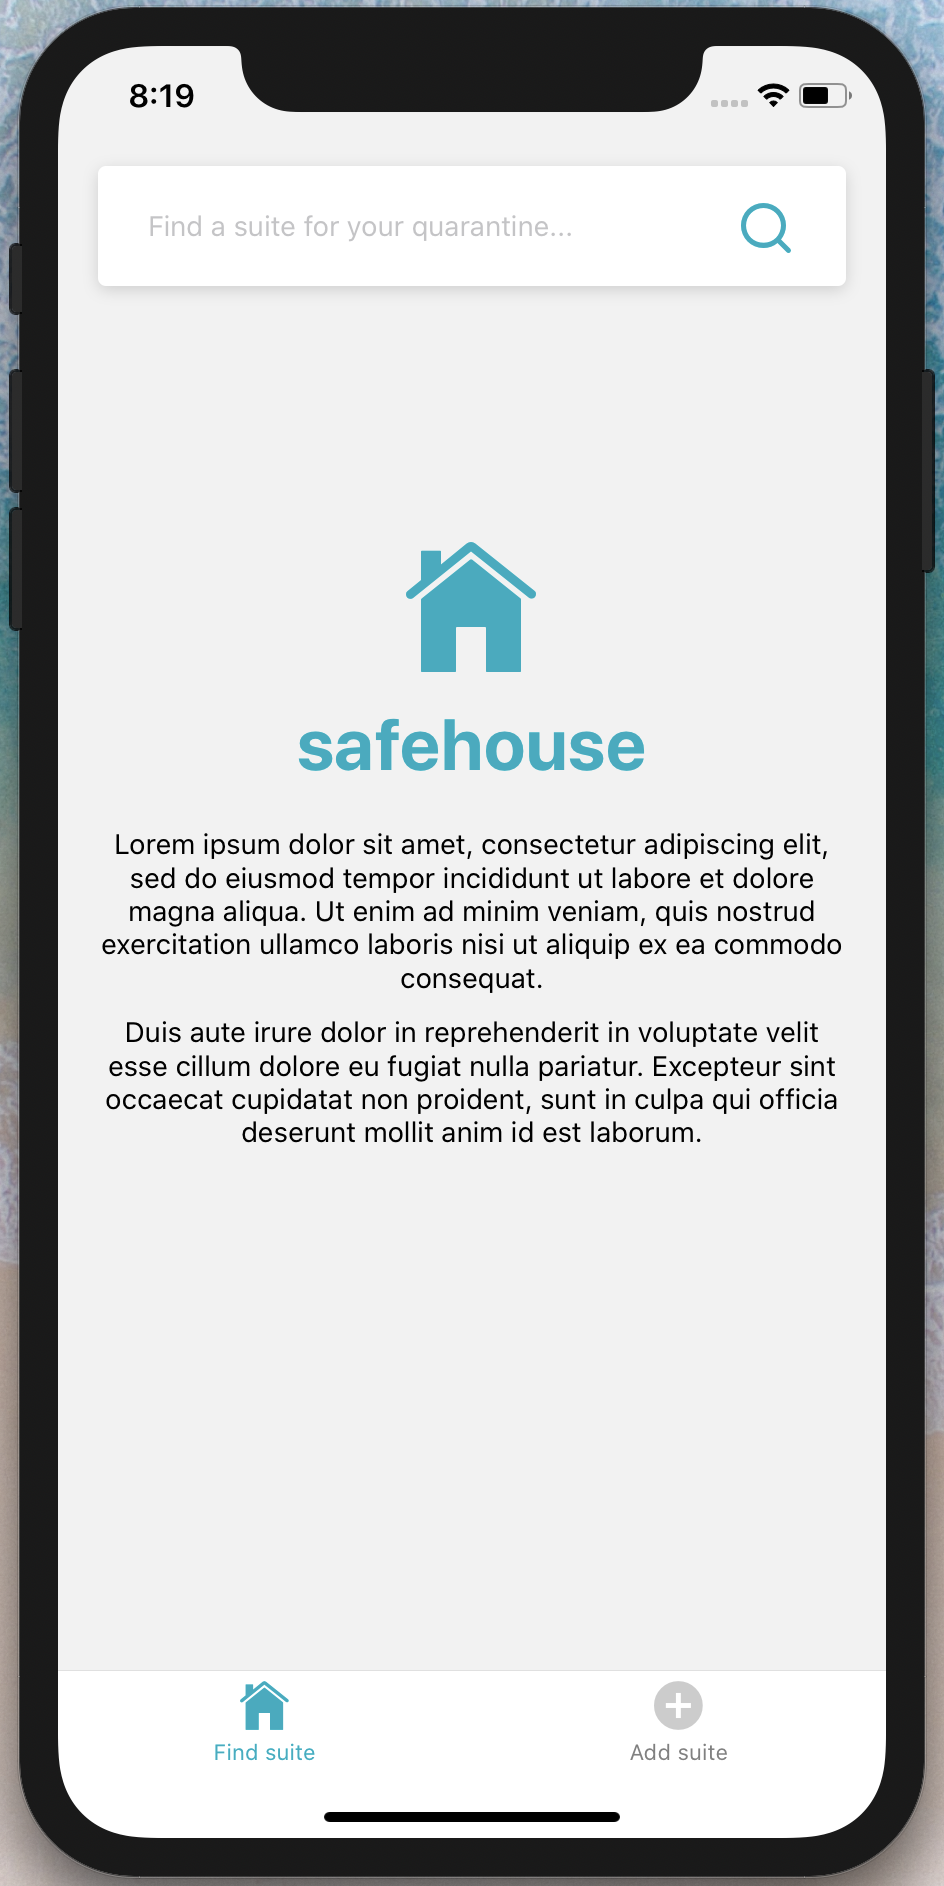 8:19
Find a suite for your quarantine...
safehouse
Lorem ipsum dolor sit amet, consectetur adipiscing elit,
sed do eiusmod tempor incididunt ut labore et dolore
magna aliqua. Ut enim ad minim veniam, quis nostrud
exercitation ullamco laboris nisi ut aliquip ex ea commodo
consequat.
Duis aute irure dolor in reprehenderit in voluptate velit
esse cillum dolore eu fugiat nulla pariatur. Excepteur sint
occaecat cupidatat non proident, sunt in culpa qui officia
deserunt mollit anim id est laborum.
Find suite
Add suite